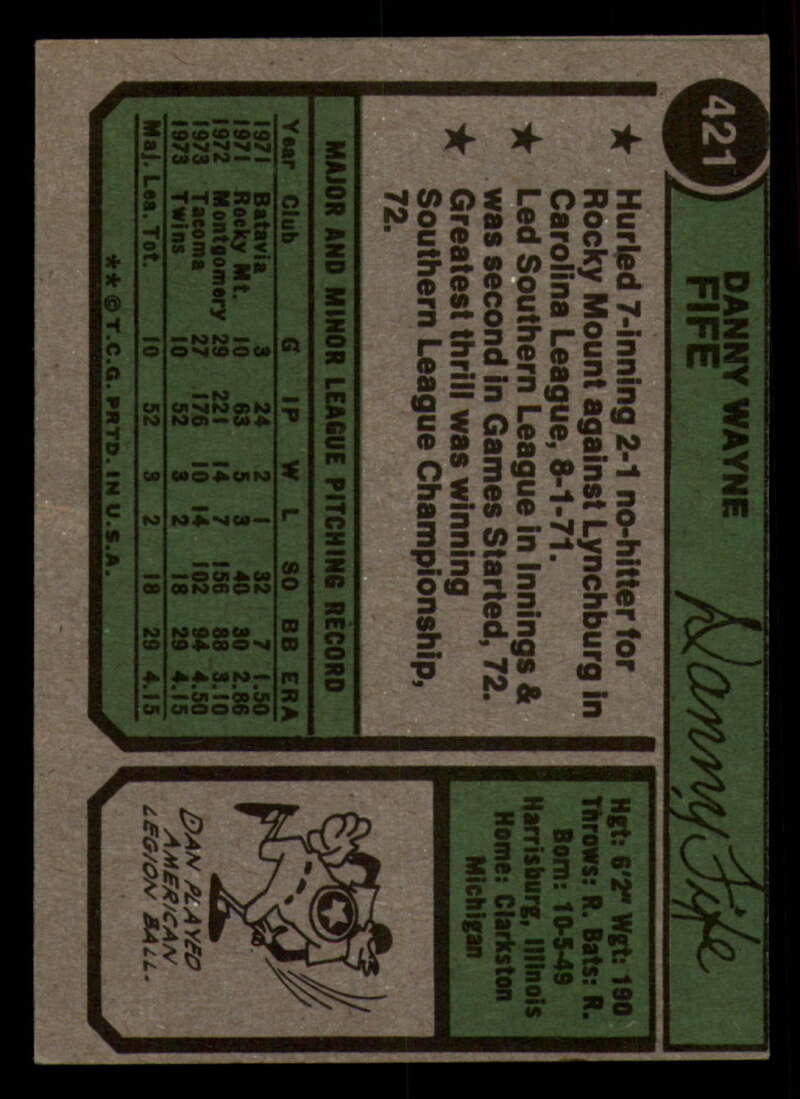 421
DANNY WAYNE
FIFE
Danny Fife
★ Hurled 7-inning 2-1 no-hitter for
Rocky Mount against Lynchburg in
Carolina League, 8-1-71.
★ Led Southern League in Innings &
was second in Games Started, 72.
★ Greatest thrill was winning
Southern League Championship,
72.
MAJOR AND MINOR LEAGUE PITCHING RECORD
Year Club G IP W L SO BB ERA
1971 Batavia 3 24 2 1 32 7 1.50
1971 Rocky Mt. 10 63 5 3 40 30 2.86
1972 Montgomery 29 221 14 7 156 88 3.10
1973 Tacoma 27 176 10 14 102 94 4.50
1973 Twins 10 52 3 2 18 29 4.15
Maj. Lea. Tot. 10 52 3 2 18 29 4.15
**©T.C.G. PRTD. IN U.S.A.
Hgt: 6'2" Wgt: 190
Throws: R. Bats: R.
Born: 10-5-49
Harrisburg, Illinois
Home: Clarkston
Michigan
DAN PLAYED
AMERICAN
LEGION BALL.